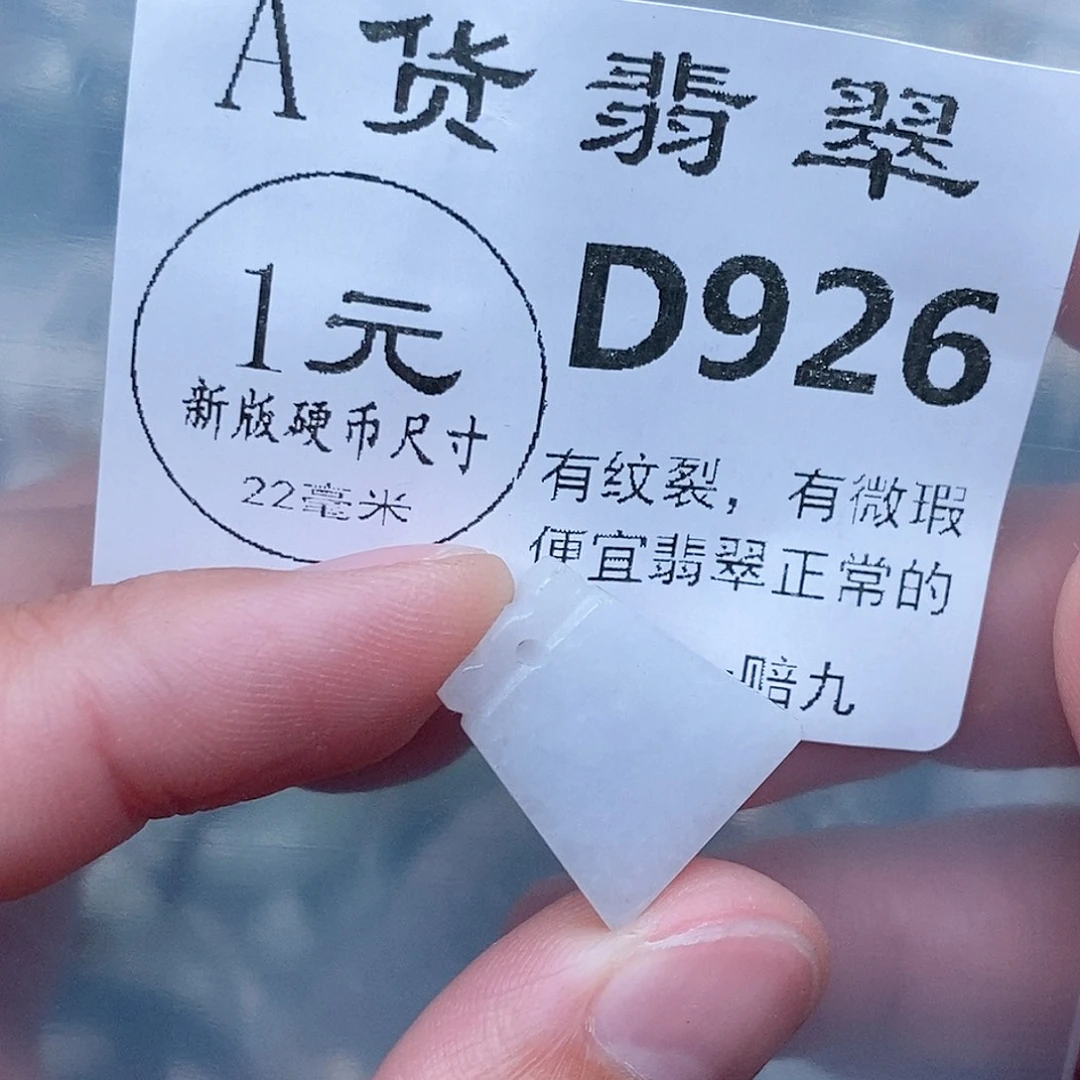 A货翡翠
1元
新版硬币尺寸
22毫米
D926
有纹裂，有微瑕
便宜翡翠正常的
赔九